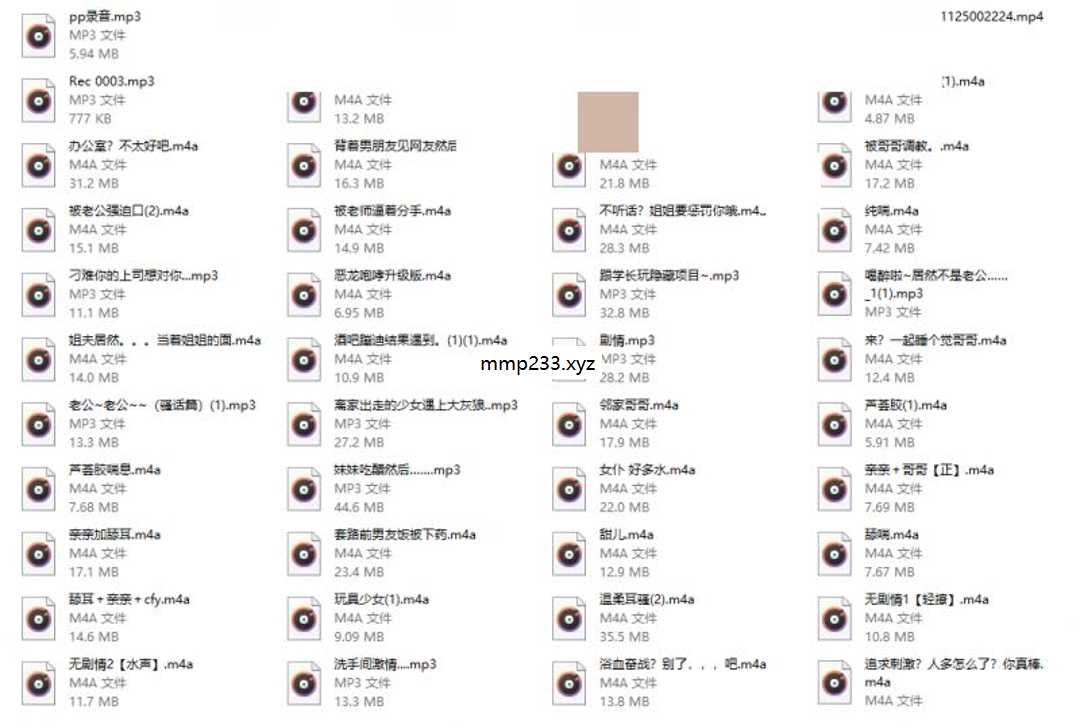 pp录音.mp3
MP3 文件
5.94 MB
1125002224.mp4
Rec 0003.mp3
MP3 文件
777 KB
M4A 文件
13.2 MB
(1).m4a
M4A 文件
4.87 MB
办公室？不太好吧.m4a
M4A 文件
31.2 MB
背着男朋友见网友然后
M4A 文件
16.3 MB
M4A 文件
21.8 MB
被哥哥调教。.m4a
M4A 文件
17.2 MB
被老公强迫口(2).m4a
M4A 文件
15.1 MB
被老师逼着分手.m4a
M4A 文件
14.9 MB
不听话？姐姐要惩罚你哦.m4..
M4A 文件
28.3 MB
纯喘.m4a
M4A 文件
7.42 MB
刁难你的上司想对你...mp3
MP3 文件
11.1 MB
恶龙咆哮升级版.m4a
M4A 文件
6.95 MB
跟学长玩隐藏项目~.mp3
MP3 文件
32.8 MB
喝醉啦~居然不是老公……
_1(1).mp3
MP3 文件
姐夫居然。。。当着姐姐的面.m4a
M4A 文件
14.0 MB
酒吧蹦迪结果遇到。(1)(1).m4a
M4A 文件
10.9 MB
剧情.mp3
MP3 文件
28.2 MB
来？一起睡个觉哥哥.m4a
M4A 文件
12.4 MB
mmp233.xyz
老公~老公~~（骚话篇）(1).mp3
MP3 文件
13.3 MB
离家出走的少女遇上大灰狼..mp3
MP3 文件
27.2 MB
邻家哥哥.m4a
M4A 文件
17.9 MB
芦荟胶(1).m4a
M4A 文件
5.91 MB
芦荟胶喘息.m4a
M4A 文件
7.68 MB
妹妹吃醋然后.......mp3
MP3 文件
44.6 MB
女仆 好多水.m4a
M4A 文件
22.0 MB
亲亲＋哥哥【正】.m4a
M4A 文件
7.69 MB
亲亲加舔耳.m4a
M4A 文件
17.1 MB
套路前男友饭被下药.m4a
M4A 文件
23.4 MB
甜儿.m4a
M4A 文件
12.9 MB
舔喘.m4a
M4A 文件
7.67 MB
舔耳＋亲亲＋cfy.m4a
M4A 文件
14.6 MB
玩具少女(1).m4a
M4A 文件
9.09 MB
温柔耳骚(2).m4a
M4A 文件
35.5 MB
无剧情1【轻撩】.m4a
M4A 文件
10.8 MB
无剧情2【水声】.m4a
M4A 文件
11.7 MB
洗手间激情....mp3
MP3 文件
13.3 MB
浴血奋战？别了，，，吧.m4a
M4A 文件
13.8 MB
追求刺激？人多怎么了？你真棒.
m4a
M4A 文件